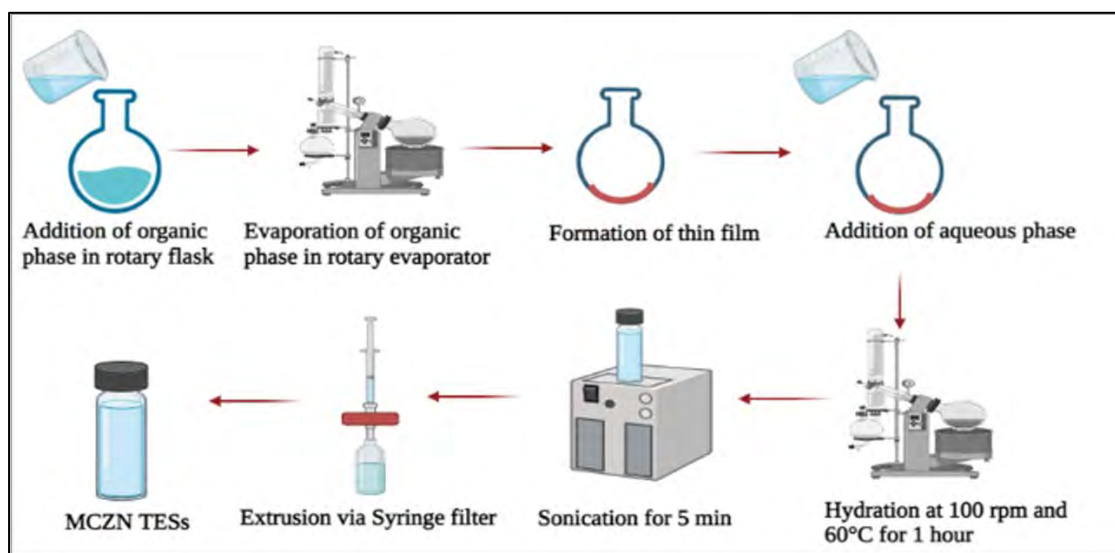 Addition of organic
phase in rotary flask
Evaporation of organic
phase in rotary evaporator
Formation of thin film
Addition of aqueous phase
Hydration at 100 rpm and
60°C for 1 hour
Sonication for 5 min
Extrusion via Syringe filter
MCZN TESs